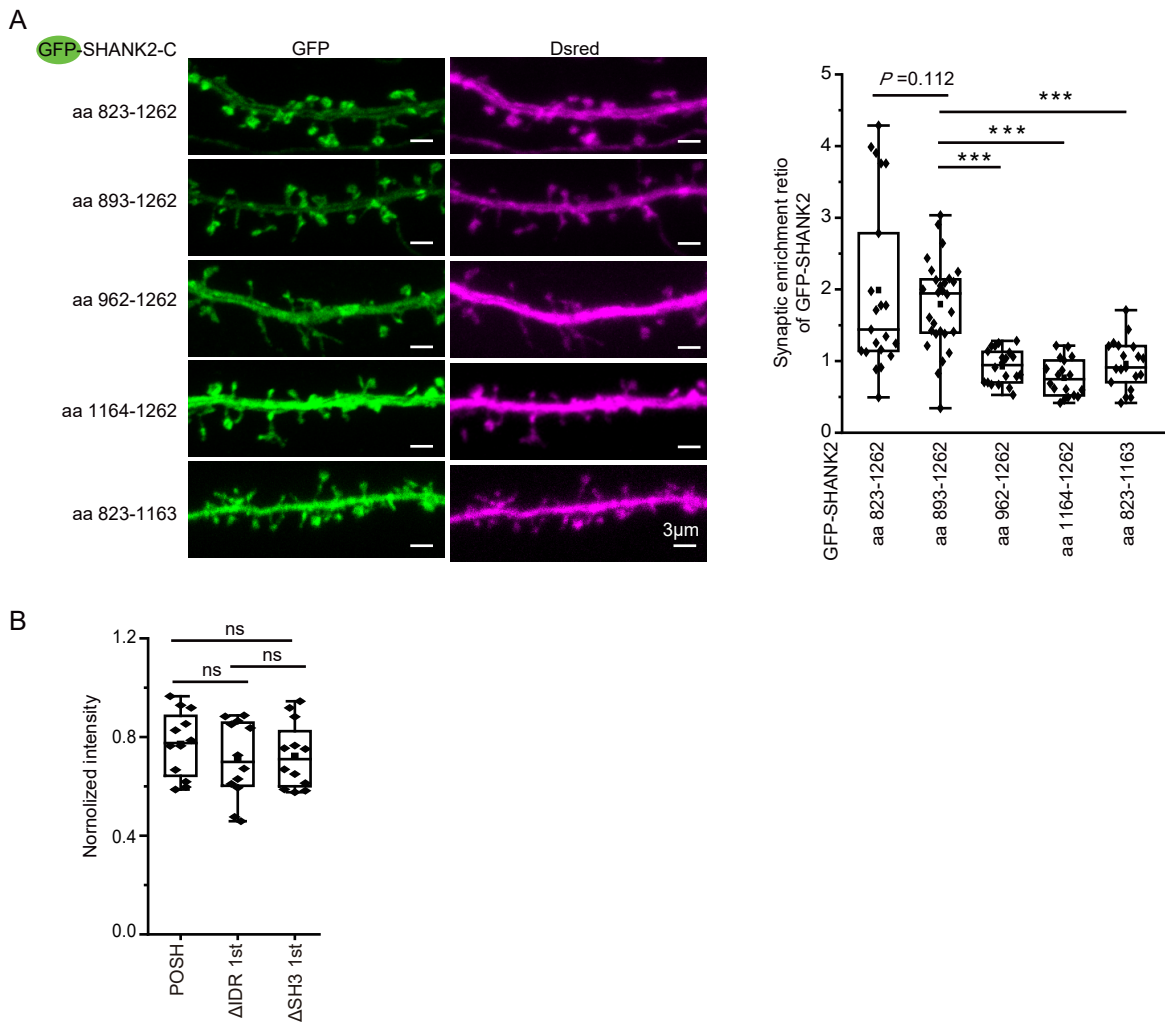 A
GFP-SHANK2-C
GFP
Dsred
aa 823-1262
aa 893-1262
aa 962-1262
aa 1164-1262
aa 823-1163
3μm
Synaptic enrichment ratio
of GFP-SHANK2
5
4
3
2
1
0
P =0.112
***
***
***
GFP-SHANK2
aa 823-1262
aa 893-1262
aa 962-1262
aa 1164-1262
aa 823-1163
B
Nornolized intensity
1.2
0.8
0.4
0.0
ns
ns
ns
POSH
ΔIDR 1st
ΔSH3 1st